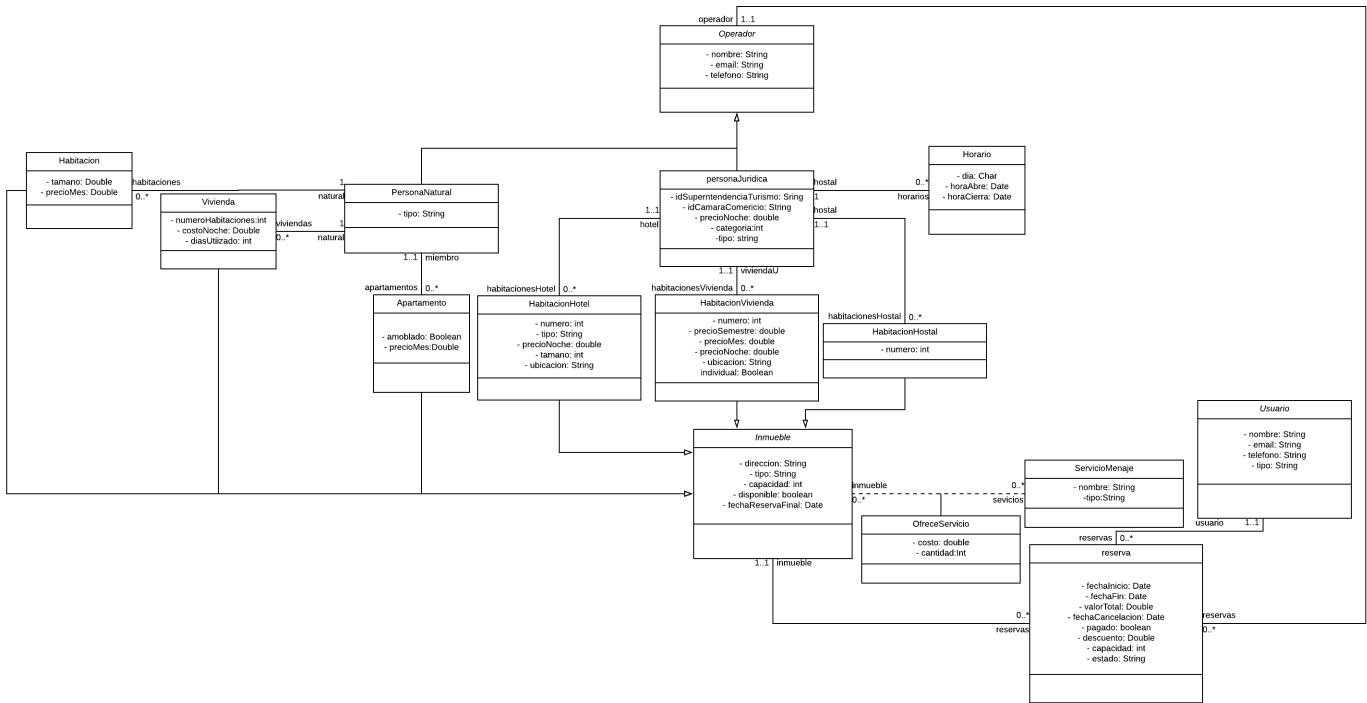 operador
1..1
Operador
- nombre: String
- email: String
- telefono: String
Habitacion
- tamano: Double
- precioMes: Double
habitaciones
0..*
1
natural
Vivienda
- numeroHabitaciones:int
- costoNoche: Double
- diasUtiizado: int
viviendas
0..*
1
natural
PersonaNatural
- tipo: String
1..1
miembro
personaJuridica
- idSuperntendenciaTurismo: Sring
- idCamaraComericio: String
- precioNoche: double
- categoria:int
-tipo: string
hostal
1
0..*
horarios
Horario
- dia: Char
- horaAbre: Date
- horaCierra: Date
1..1
hotel
hostal
1..1
1..1
viviendaU
apartamentos
0..*
Apartamento
- amoblado: Boolean
- precioMes:Double
habitacionesHotel
0..*
HabitacionHotel
- numero: int
- tipo: String
- precioNoche: double
- tamano: int
- ubicacion: String
habitacionesVivienda
0..*
HabitacionVivienda
- numero: int
- precioSemestre: double
- precioMes: double
- precioNoche: double
- ubicacion: String
individual: Boolean
habitacionesHostal
0..*
HabitacionHostal
- numero: int
Inmueble
- direccion: String
- tipo: String
- capacidad: int
- disponible: boolean
- fechaReservaFinal: Date
inmueble
0..*
0..*
sevicios
ServicioMenaje
- nombre: String
-tipo:String
OfreceServicio
- costo: double
- cantidad:Int
Usuario
- nombre: String
- email: String
- telefono: String
- tipo: String
usuario
1..1
reservas
0..*
reserva
- fechaInicio: Date
- fechaFin: Date
- valorTotal: Double
- fechaCancelacion: Date
- pagado: boolean
- descuento: Double
- capacidad: int
- estado: String
1..1
inmueble
0..*
reservas
reservas
0..*